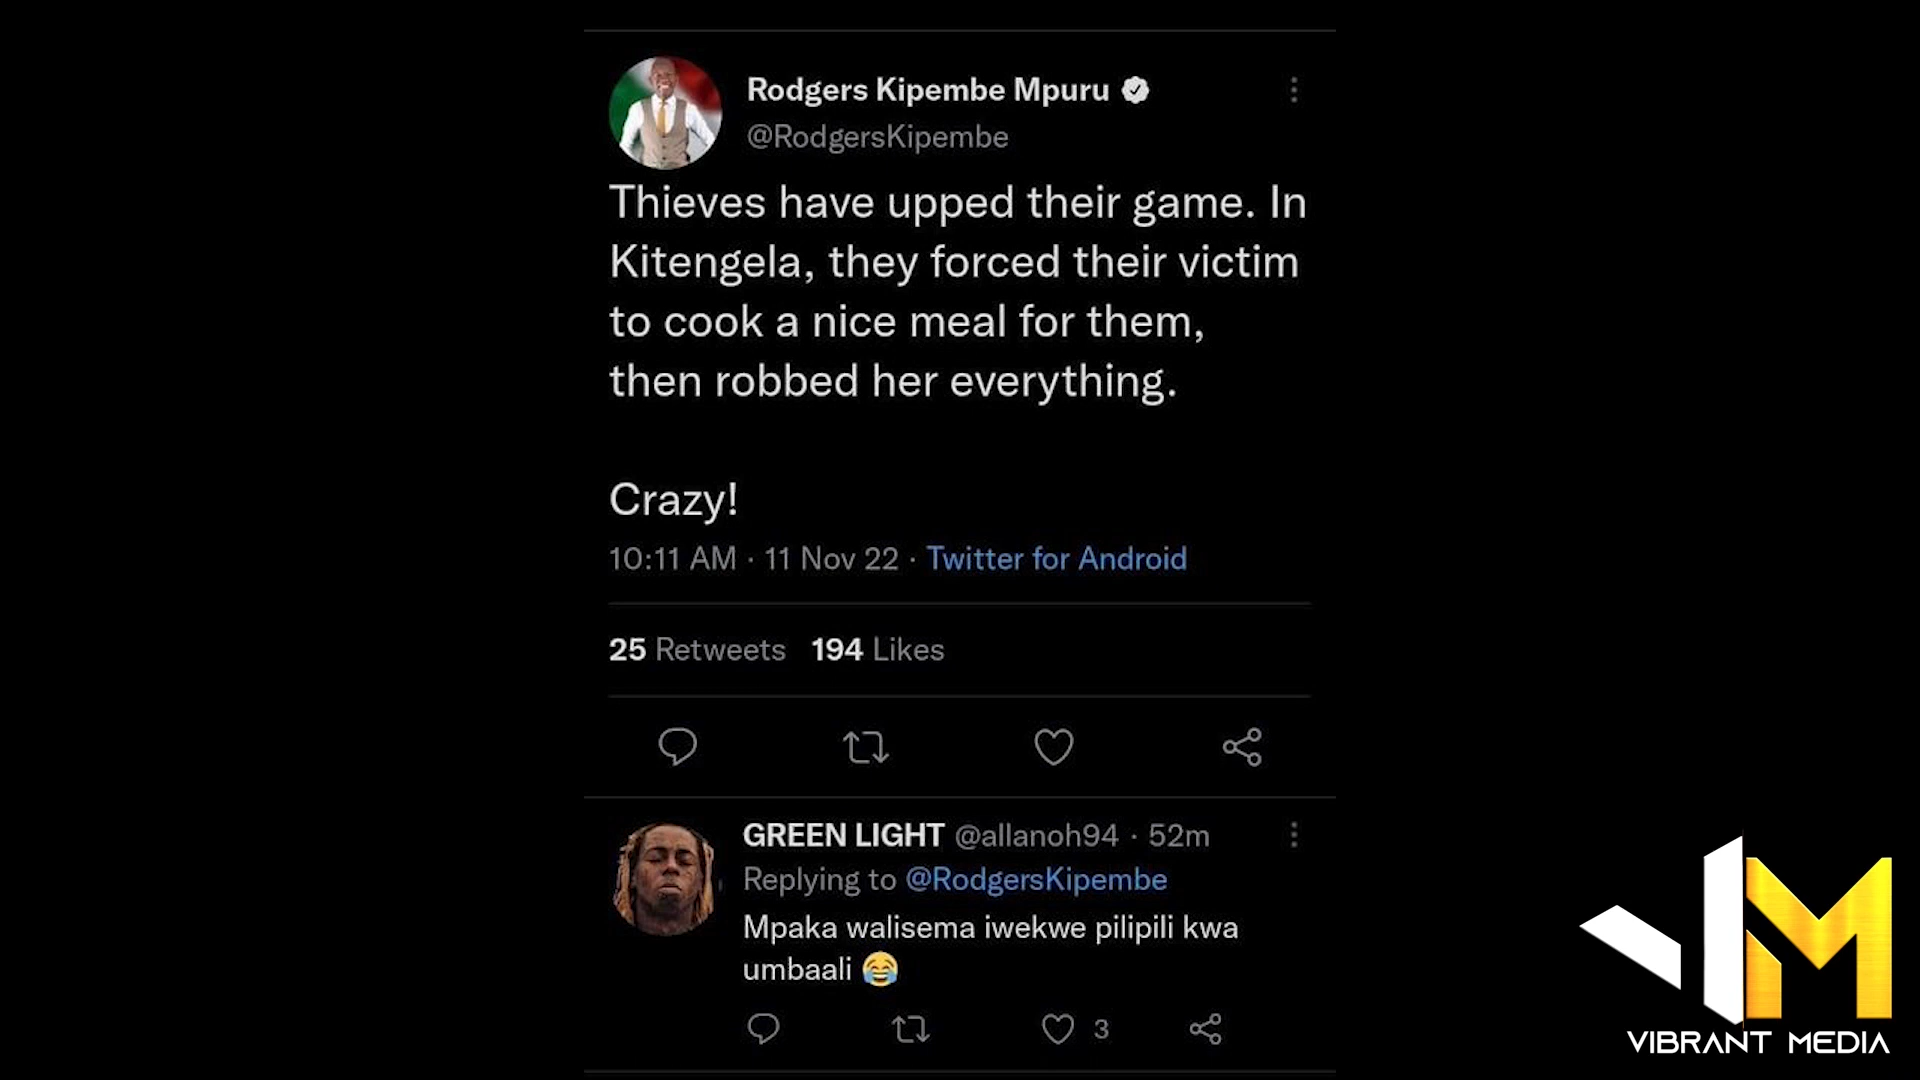 Rodgers Kipembe Mpuru
@RodgersKipembe
Thieves have upped their game. In
Kitengela, they forced their victim
to cook a nice meal for them,
then robbed her everything.
Crazy!
10:11 AM · 11 Nov 22 · Twitter for Android
25 Retweets 194 Likes
GREEN LIGHT @allanoh94 · 52m
Replying to @RodgersKipembe
Mpaka walisema iwekwe pilipili kwa
umbaali 😂
3
VM
VIBRANT MEDIA